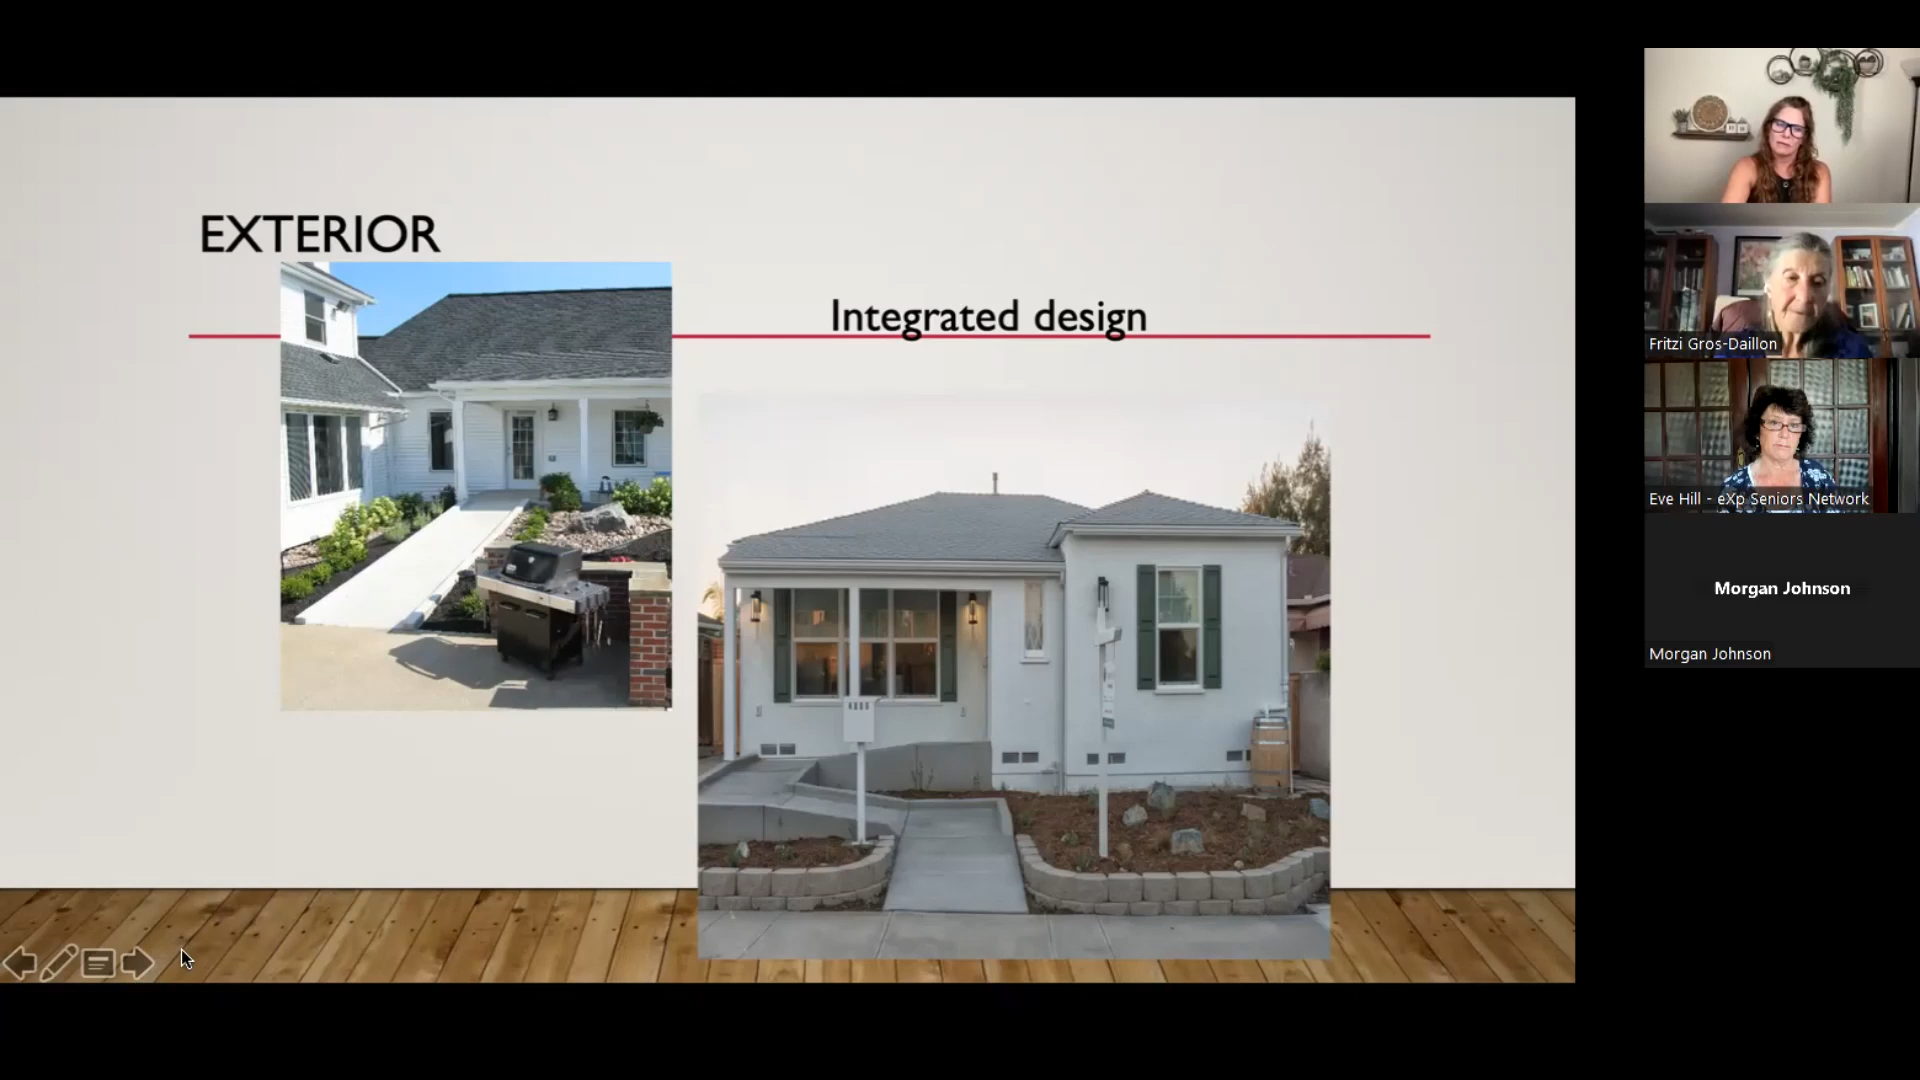 EXTERIOR
Integrated design
Fritzi Gros-Daillon
Eve Hill - eXp Seniors Network
Morgan Johnson
Morgan Johnson